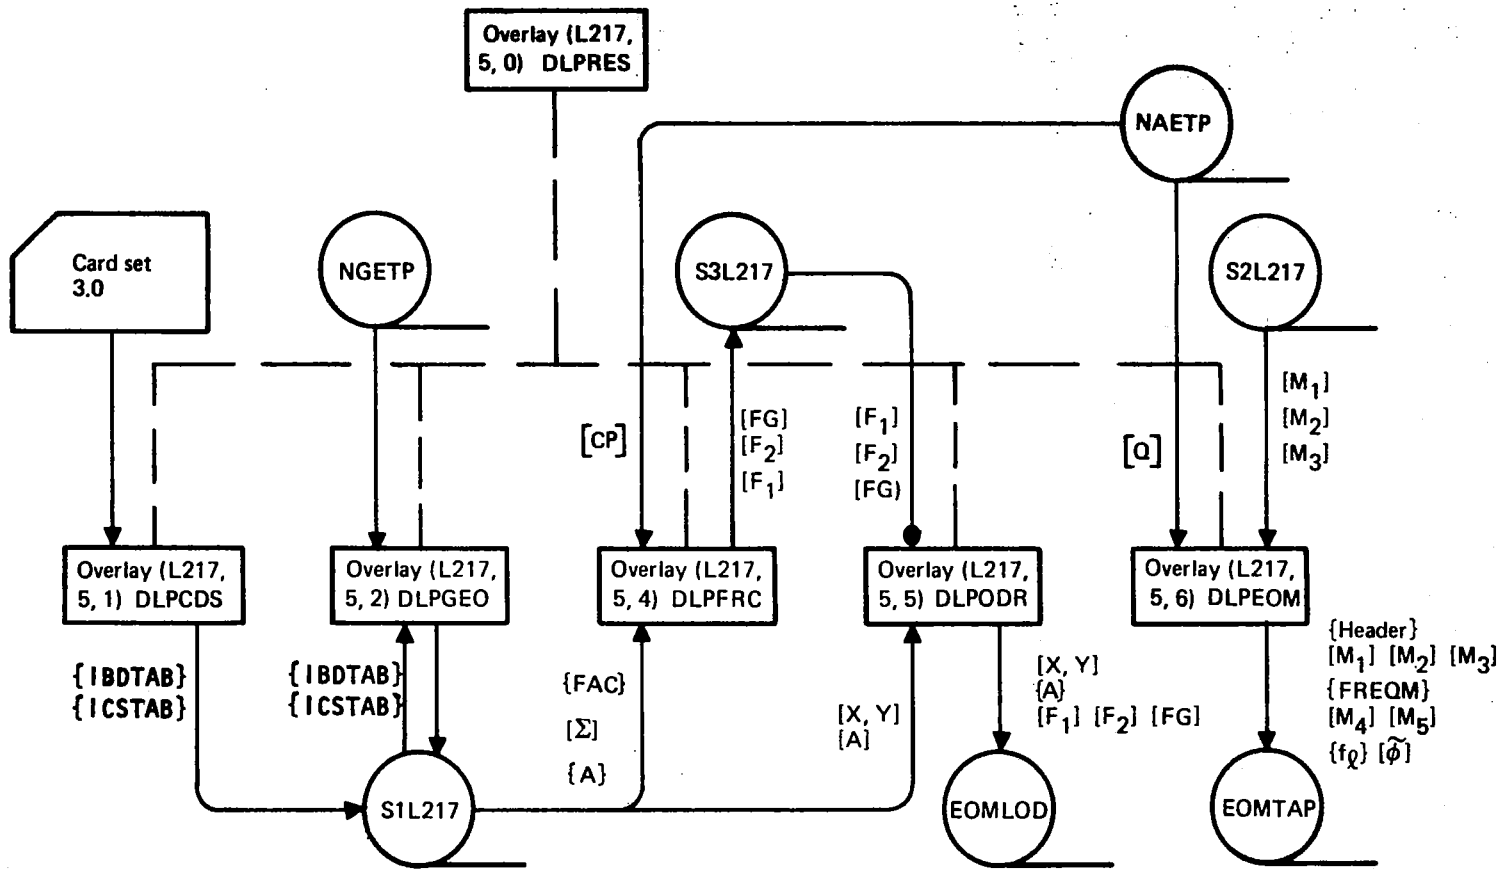 Overlay (L217,
5, 0) DLPRES
NAETP
Card set
3.0
NGETP
S3L217
S2L217
[CP]
[FG]
[F2]
[F1]
[F1]
[F2]
[FG)
[Q]
[M1]
[M2]
[M3]
Overlay (L217,
5, 1) DLPCDS
Overlay (L217,
5, 2) DLPGEO
Overlay (L217,
5, 4) DLPFRC
Overlay (L217,
5, 5) DLPODR
Overlay (L217,
5, 6) DLPEOM
{IBDTAB}
{ICSTAB}
{IBDTAB}
{ICSTAB}
{FAC}
[Σ]
{A}
[X, Y]
[A]
[X, Y]
{A}
[F1] [F2] [FG]
{Header}
[M1] [M2] [M3]
{FREQM}
[M4] [M5]
{fℓ} [ϕ̃]
S1L217
EOMLOD
EOMTAP